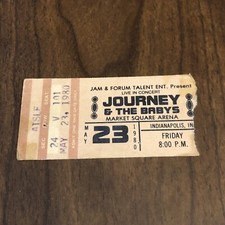 JAM & FORUM TALENT ENT. Present
LIVE IN CONCERT
JOURNEY
& THE BABYS
MARKET SQUARE ARENA
MAY
23
1980
INDIANAPOLIS, IN
FRIDAY
8:00 P.M.
AISLE
24 V 101
MAY 23, 1980